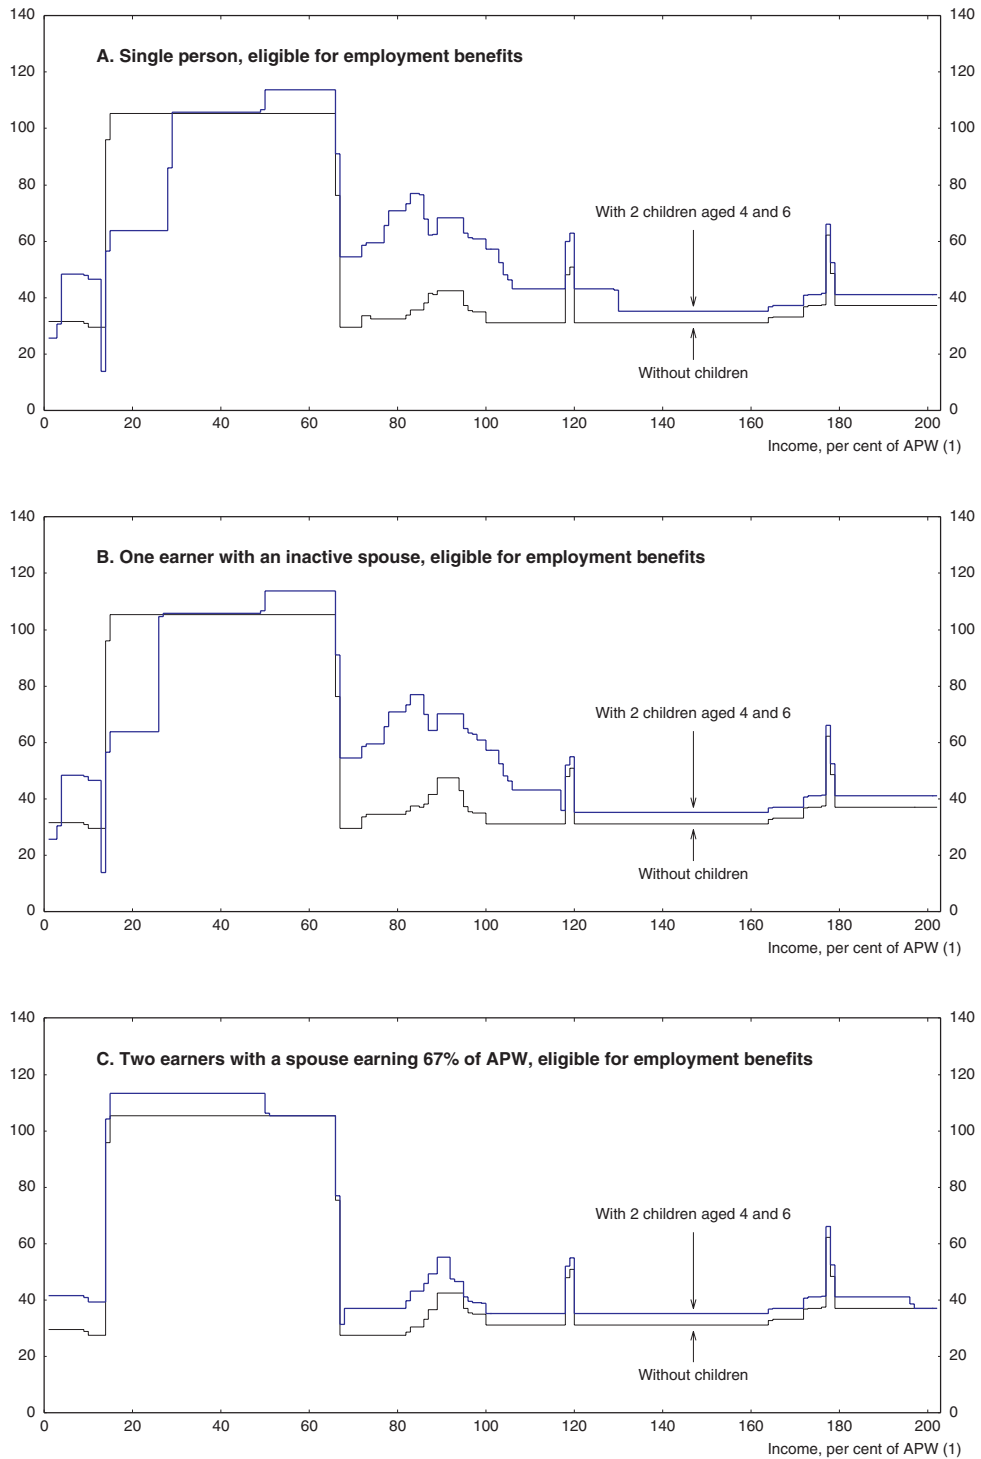 140 140
A. Single person, eligible for employment benefits
120 120
100 100
80 80
With 2 children aged 4 and 6
60 60
40 40
Without children
20 20
0 0
0 20 40 60 80 100 120 140 160 180 200
Income, per cent of APW (1)
140 140
B. One earner with an inactive spouse, eligible for employment benefits
120 120
100 100
80 80
With 2 children aged 4 and 6
60 60
40 40
Without children
20 20
0 0
0 20 40 60 80 100 120 140 160 180 200
Income, per cent of APW (1)
140 140
C. Two earners with a spouse earning 67% of APW, eligible for employment benefits
120 120
100 100
80 80
With 2 children aged 4 and 6
60 60
40 40
Without children
20 20
0 0
0 20 40 60 80 100 120 140 160 180 200
Income, per cent of APW (1)